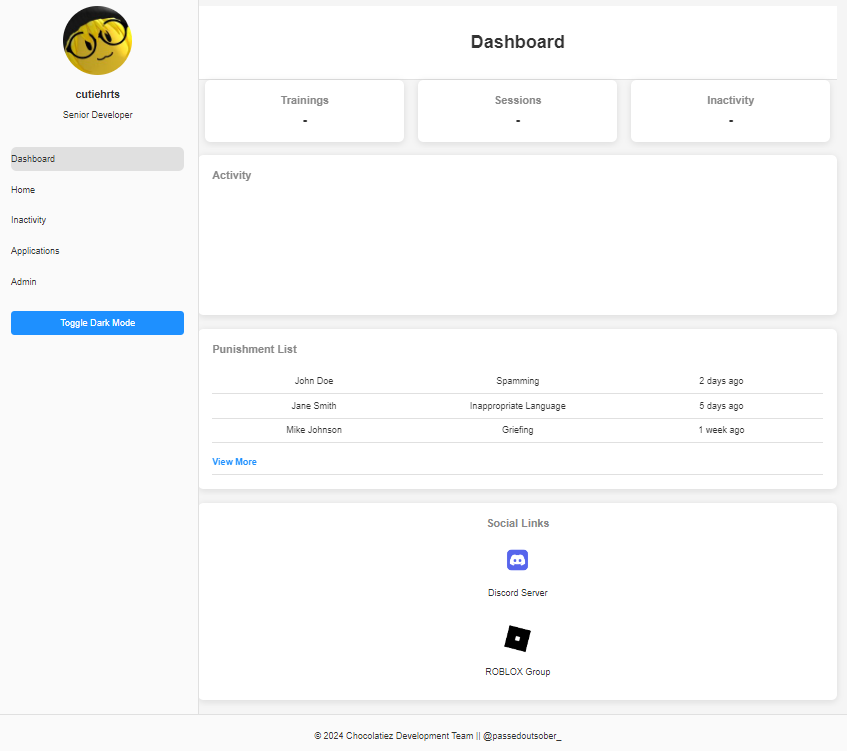 cutiehrts
Senior Developer
Dashboard
Home
Inactivity
Applications
Admin
Toggle Dark Mode
Dashboard
Trainings
-
Sessions
-
Inactivity
-
Activity
Punishment List
John Doe Spamming 2 days ago
Jane Smith Inappropriate Language 5 days ago
Mike Johnson Griefing 1 week ago
View More
Social Links
Discord Server
ROBLOX Group
© 2024 Chocolatiez Development Team || @passedoutsober_